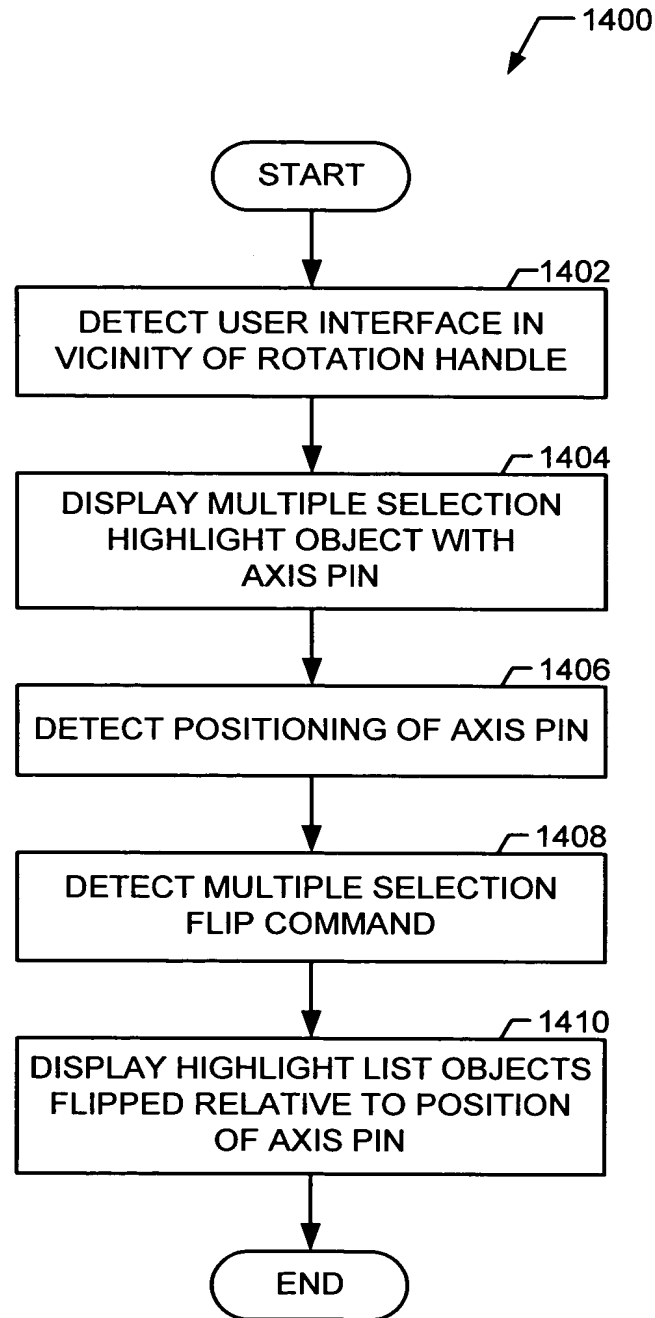 1400
START
1402
DETECT USER INTERFACE IN
VICINITY OF ROTATION HANDLE
1404
DISPLAY MULTIPLE SELECTION
HIGHLIGHT OBJECT WITH
AXIS PIN
1406
DETECT POSITIONING OF AXIS PIN
1408
DETECT MULTIPLE SELECTION
FLIP COMMAND
1410
DISPLAY HIGHLIGHT LIST OBJECTS
FLIPPED RELATIVE TO POSITION
OF AXIS PIN
END